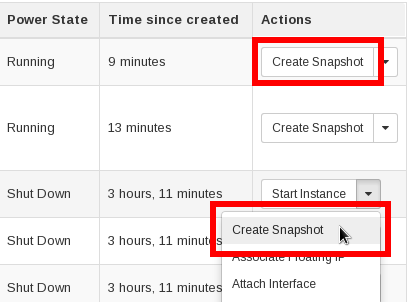 Power State Time since created Actions
Running 9 minutes Create Snapshot
Running 13 minutes Create Snapshot
Shut Down 3 hours, 11 minutes Start Instance
Shut Down 3 hours, 11 minutes Create Snapshot
Associate Floating IP
Shut Down 3 hours, 11 minutes Attach Interface